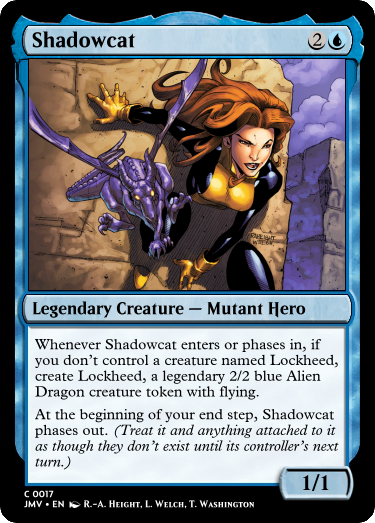 Shadowcat 2
Legendary Creature — Mutant Hero
Whenever Shadowcat enters or phases in, if
you don't control a creature named Lockheed,
create Lockheed, a legendary 2/2 blue Alien
Dragon creature token with flying.
At the beginning of your end step, Shadowcat
phases out. (Treat it and anything attached to it
as though they don't exist until its controller's next
turn.)
1/1
C 0017
JMV • EN R.-A. HEIGHT, L. WELCH, T. WASHINGTON